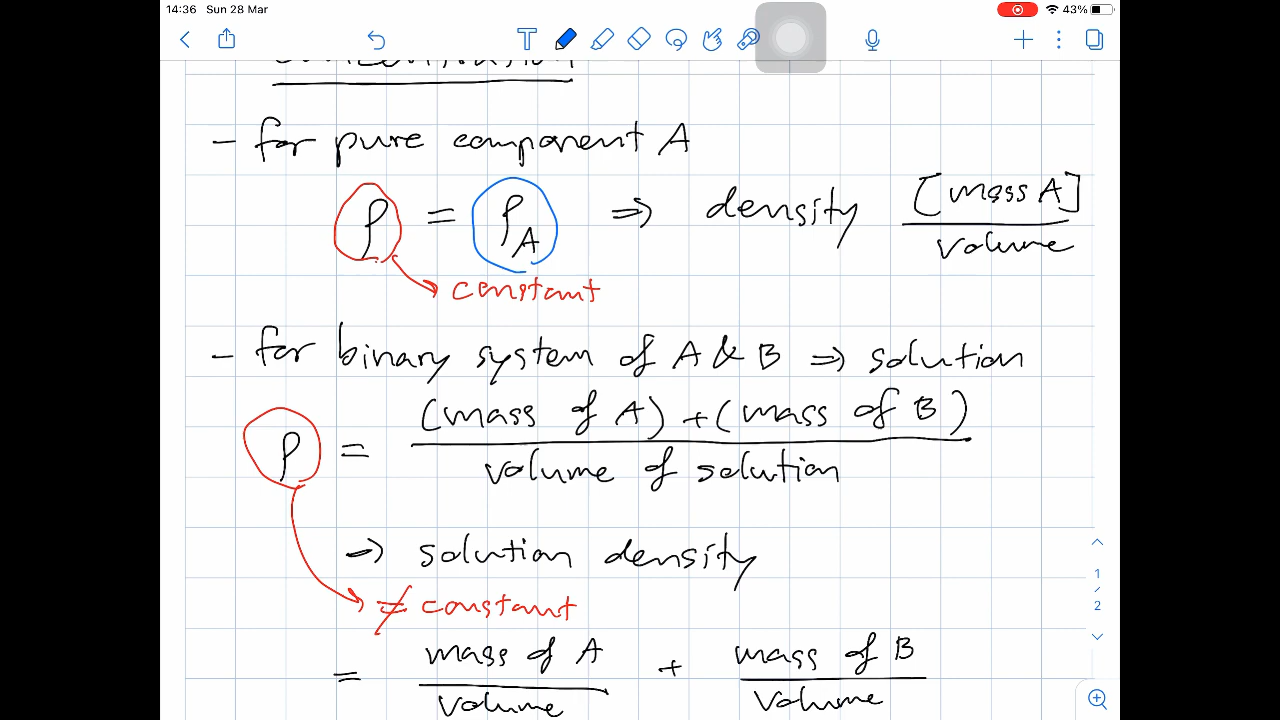 14:36 Sun 28 Mar 43%
- for pure component A
ρ = ρ_A ⇒ density [mass A] / volume
constant
- for binary system of A & B ⇒ solution
ρ = (mass of A) + (mass of B) / volume of solution
⇒ solution density
≠ constant
= mass of A / volume + mass of B / volume
1 / 2